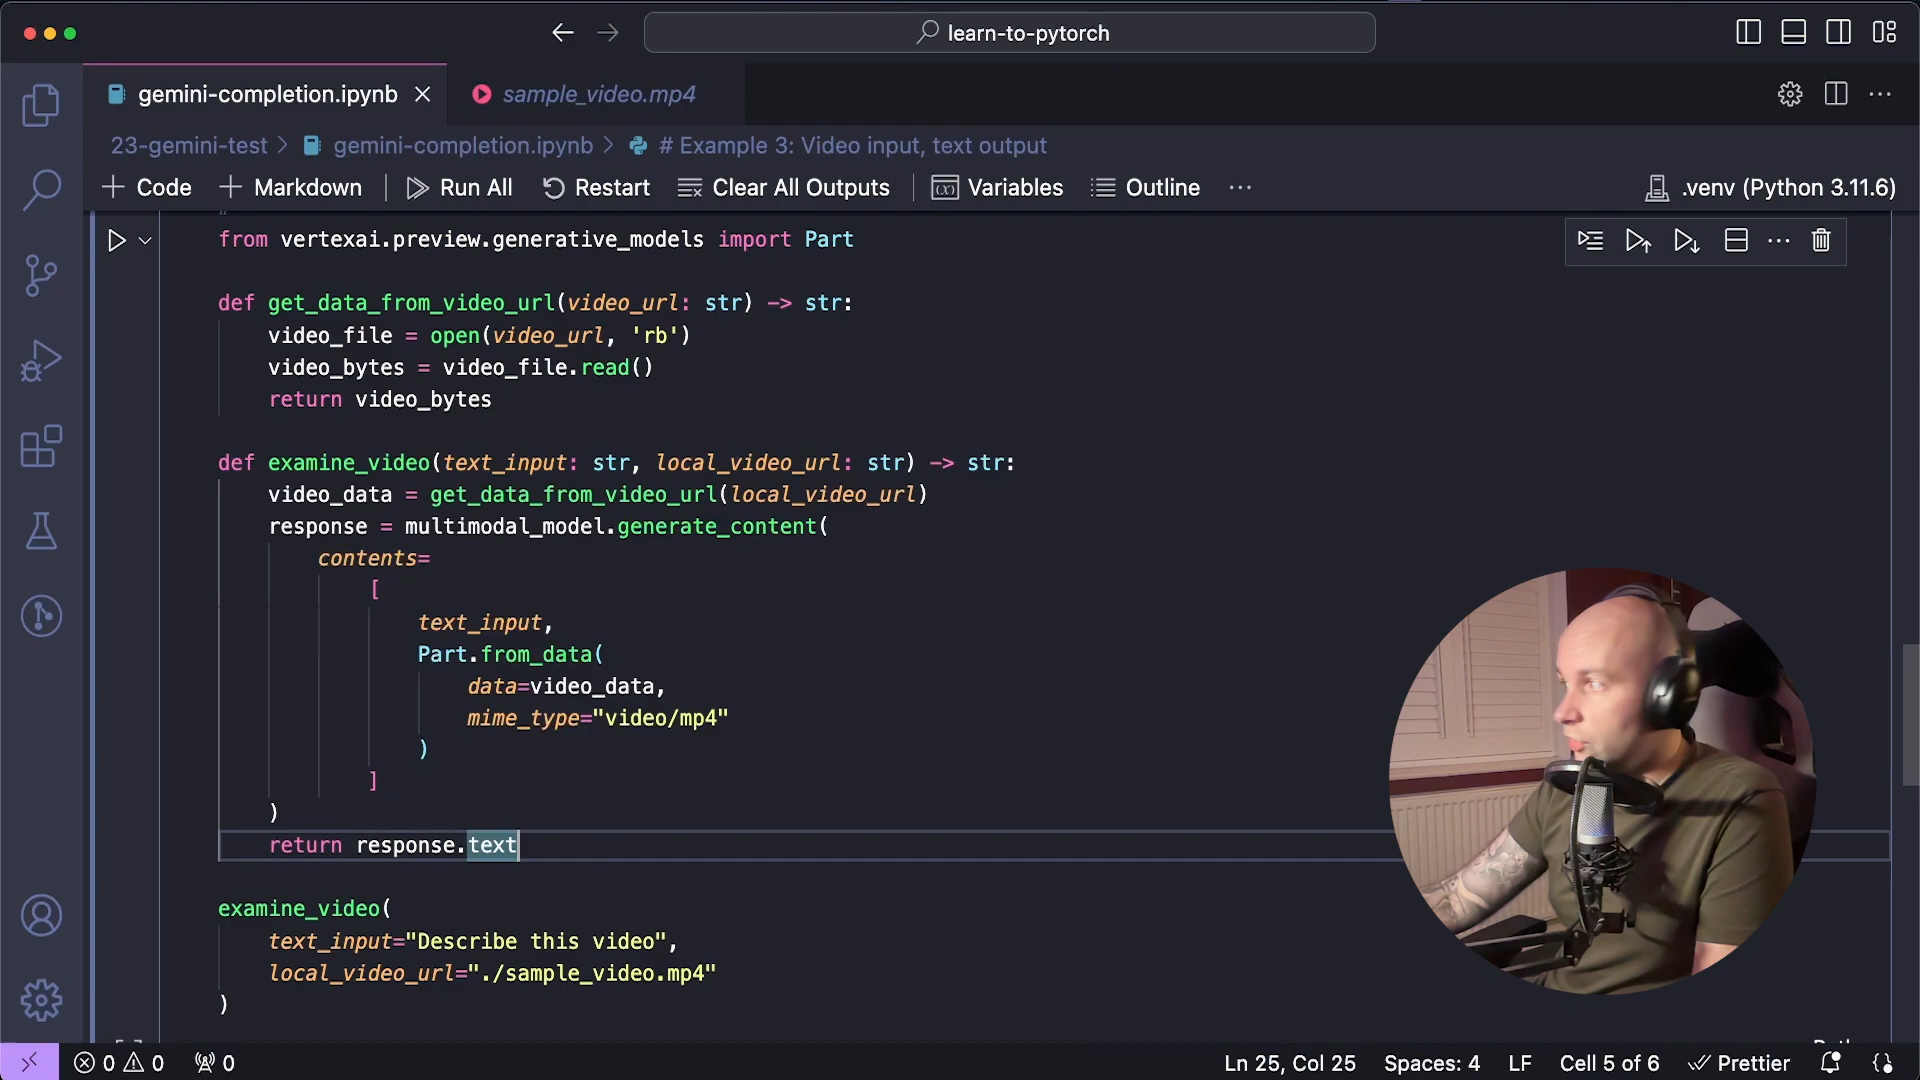 learn-to-pytorch
gemini-completion.ipynb
sample_video.mp4
23-gemini-test > gemini-completion.ipynb > # Example 3: Video input, text output
+ Code + Markdown | Run All Restart Clear All Outputs | Variables Outline ... .venv (Python 3.11.6)
from vertexai.preview.generative_models import Part
def get_data_from_video_url(video_url: str) -> str:
video_file = open(video_url, 'rb')
video_bytes = video_file.read()
return video_bytes
def examine_video(text_input: str, local_video_url: str) -> str:
video_data = get_data_from_video_url(local_video_url)
response = multimodal_model.generate_content(
contents=
[
text_input,
Part.from_data(
data=video_data,
mime_type="video/mp4"
)
]
)
return response.text
examine_video(
text_input="Describe this video",
local_video_url="./sample_video.mp4"
)
0 0 0 Ln 25, Col 25 Spaces: 4 LF Cell 5 of 6 Prettier